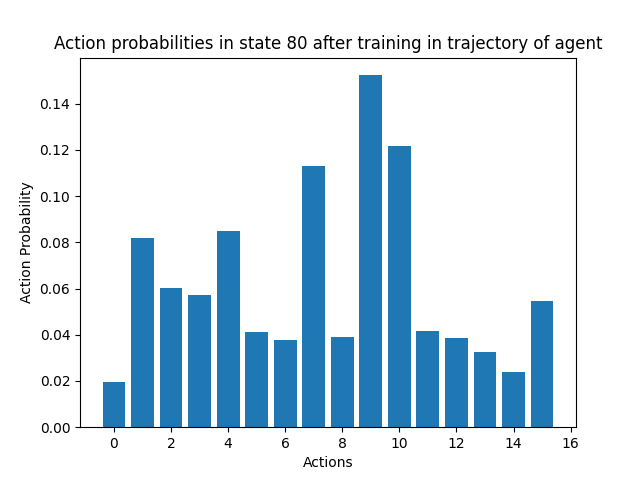 Action probabilities in state 80 after training in trajectory of agent
0.14
0.12
0.10
0.08
0.06
0.04
0.02
0.00
Action Probability
0 2 4 6 8 10 12 14 16
Actions